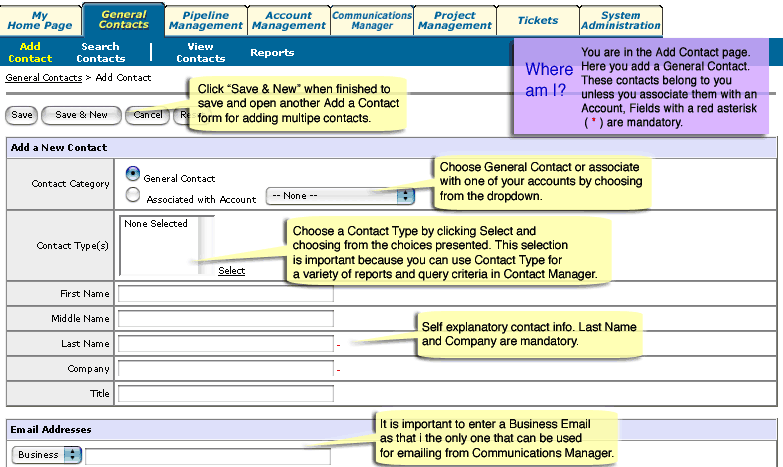 My Home Page
General Contacts
Pipeline Management
Account Management
Communications Manager
Project Management
Tickets
System Administration
Add Contact
Search Contacts
|
View Contacts
Reports
General Contacts > Add Contact
Where am I?
You are in the Add Contact page.
Here you add a General Contact.
These contacts belong to you
unless you associate them with an
Account, Fields with a red asterisk
( * ) are mandatory.
Save
Save & New
Cancel
Click “Save & New” when finished to
save and open another Add a Contact
form for adding multipe contacts.
Add a New Contact
Contact Category
General Contact
Associated with Account
-- None --
Choose General Contact or associate
with one of your accounts by choosing
from the dropdown.
Contact Type(s)
None Selected
Select
Choose a Contact Type by clicking Select and
choosing from the choices presented. This selection
is important because you can use Contact Type for
a variety of reports and query criteria in Contact Manager.
First Name
Middle Name
Last Name
Self explanatory contact info. Last Name
and Company are mandatory.
Company
Title
Email Addresses
Business
It is important to enter a Business Email
as that i the only one that can be used
for emailing from Communications Manager.